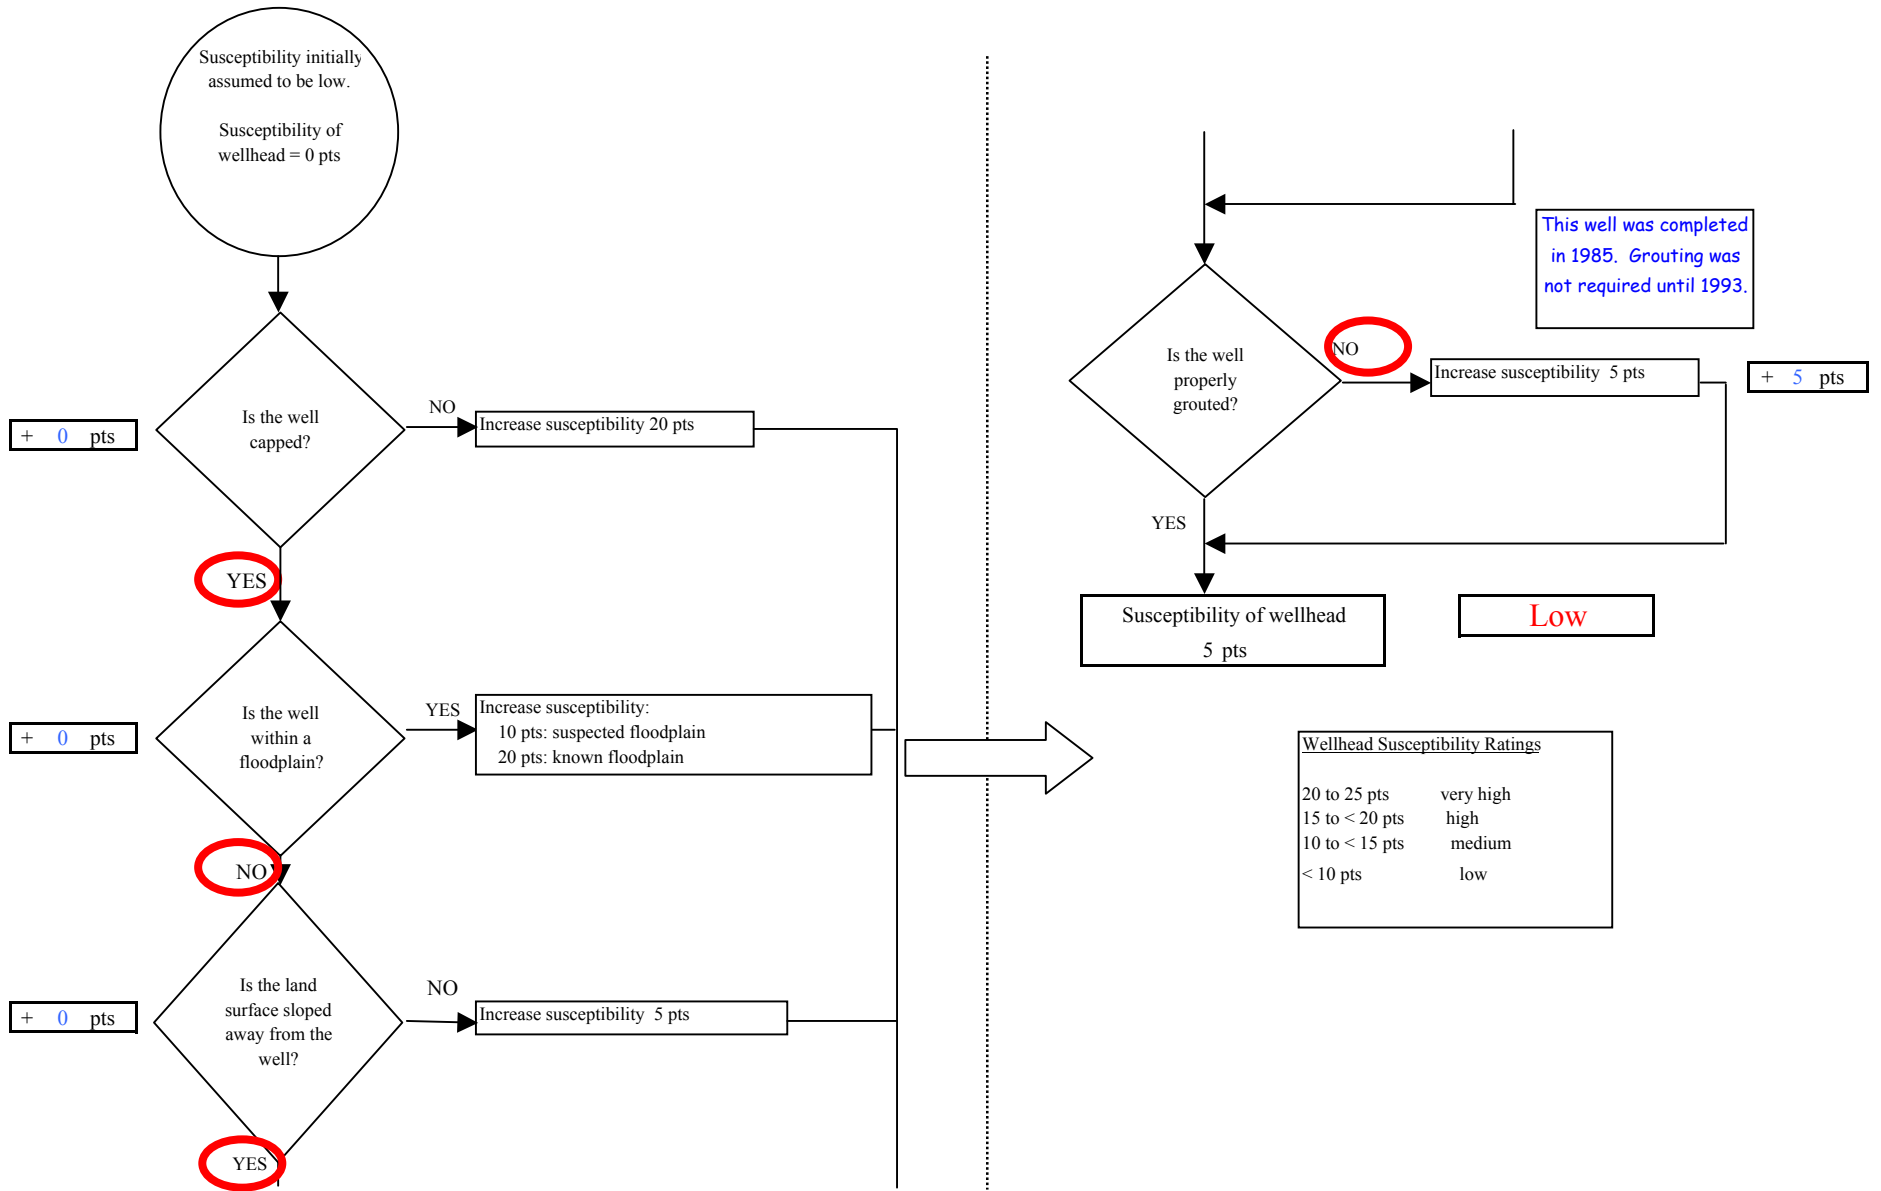 Susceptibility initially
assumed to be low.
Susceptibility of
wellhead = 0 pts
Is the well
capped?
NO
Increase susceptibility 20 pts
+ 0 pts
YES
Is the well
within a
floodplain?
YES
Increase susceptibility:
10 pts: suspected floodplain
20 pts: known floodplain
+ 0 pts
NO
Is the land
surface sloped
away from the
well?
NO
Increase susceptibility 5 pts
+ 0 pts
YES
This well was completed
in 1985. Grouting was
not required until 1993.
Is the well
properly
grouted?
NO
Increase susceptibility 5 pts
+ 5 pts
YES
Susceptibility of wellhead
5 pts
Low
Wellhead Susceptibility Ratings
20 to 25 pts very high
15 to < 20 pts high
10 to < 15 pts medium
< 10 pts low